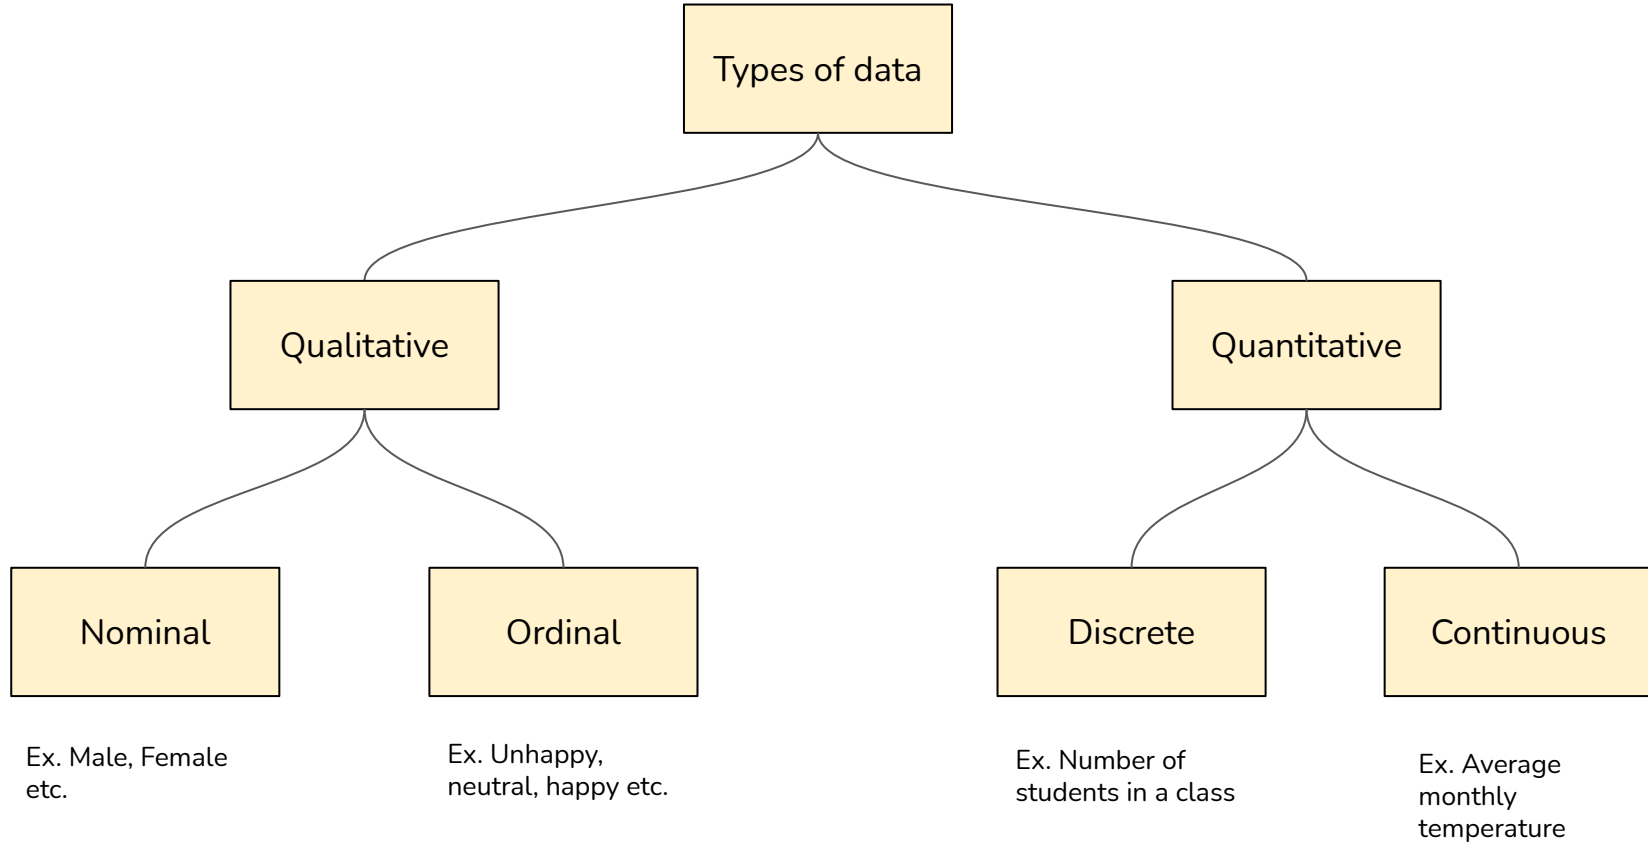 Types of data
Qualitative
Quantitative
Nominal
Ordinal
Discrete
Continuous
Ex. Male, Female
etc.
Ex. Unhappy,
neutral, happy etc.
Ex. Number of
students in a class
Ex. Average
monthly
temperature